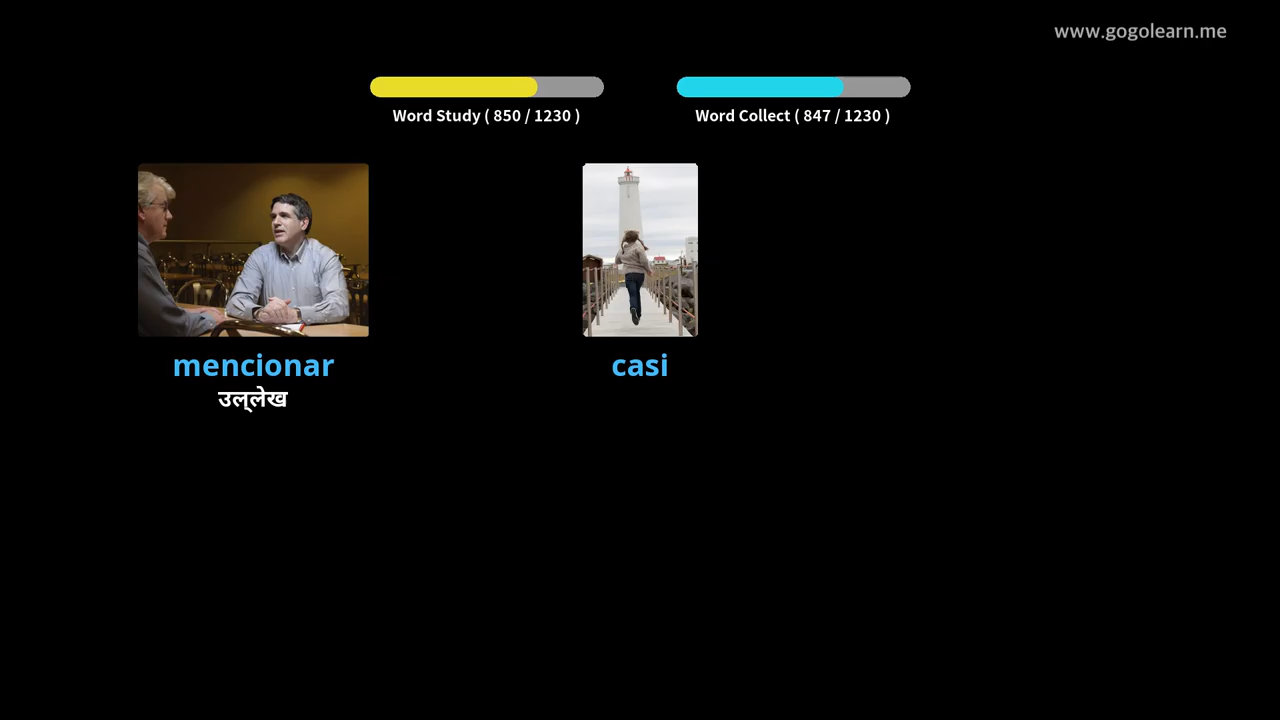 www.gogolearn.me
Word Study ( 850 / 1230 )
Word Collect ( 847 / 1230 )
mencionar
casi
उल्लेख